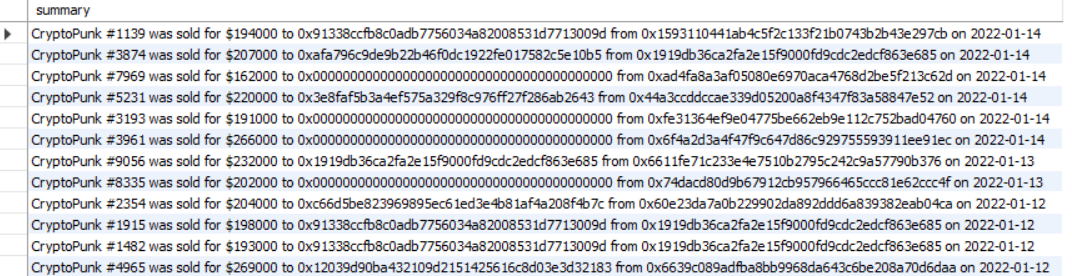 summary
CryptoPunk #1139 was sold for $194000 to 0x91338ccfb8c0adb7756034a82008531d7713009d from 0x1593110441ab4c5f2c133f21b0743b2b43e297cb on 2022-01-14
CryptoPunk #3874 was sold for $207000 to 0xafa796c9de9b22b46f0dc1922fe017582c5e10b5 from 0x1919db36ca2fa2e15f9000fd9cdc2edcf863e685 on 2022-01-14
CryptoPunk #7969 was sold for $162000 to 0x0000000000000000000000000000000000000000 from 0xad4fa8a3af05080e6970aca4768d2be5f213c62d on 2022-01-14
CryptoPunk #5231 was sold for $220000 to 0x3e8faf5b3a4ef575a329f8c976ff27f286ab2643 from 0x44a3ccddccae339d05200a8f4347f83a58847e52 on 2022-01-14
CryptoPunk #3193 was sold for $191000 to 0x0000000000000000000000000000000000000000 from 0xfe31364ef9e04775be662eb9e112c752bad04760 on 2022-01-14
CryptoPunk #3961 was sold for $266000 to 0x0000000000000000000000000000000000000000 from 0x6f4a2d3a4f47f9c647d86c929755593911ee91ec on 2022-01-14
CryptoPunk #9056 was sold for $232000 to 0x1919db36ca2fa2e15f9000fd9cdc2edcf863e685 from 0x6611fe71c233e4e7510b2795c242c9a57790b376 on 2022-01-13
CryptoPunk #8335 was sold for $202000 to 0x0000000000000000000000000000000000000000 from 0x74dacd80d9b67912cb957966465ccc81e62ccc4f on 2022-01-13
CryptoPunk #2354 was sold for $204000 to 0xc66d5be823969895ec61ed3e4b81af4a208f4b7c from 0x60e23da7a0b229902da892ddd6a839382eab04ca on 2022-01-12
CryptoPunk #1915 was sold for $198000 to 0x91338ccfb8c0adb7756034a82008531d7713009d from 0x1919db36ca2fa2e15f9000fd9cdc2edcf863e685 on 2022-01-12
CryptoPunk #1482 was sold for $193000 to 0x91338ccfb8c0adb7756034a82008531d7713009d from 0x1919db36ca2fa2e15f9000fd9cdc2edcf863e685 on 2022-01-12
CryptoPunk #4965 was sold for $269000 to 0x12039d90ba432109d2151425616c8d03e3d32183 from 0x6639c089adfba8bb9968da643c6be208a70d6daa on 2022-01-12